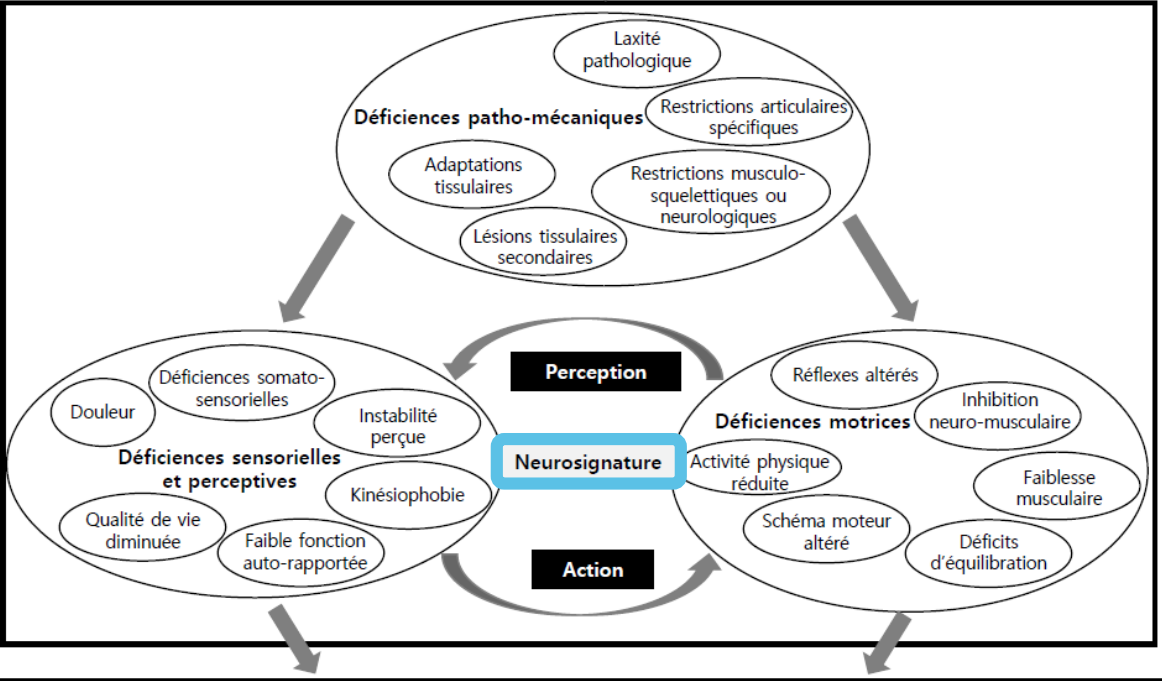 Laxité
pathologique
Déficiences patho-mécaniques
Restrictions articulaires
spécifiques
Adaptations
tissulaires
Restrictions musculo-
squelettiques ou
neurologiques
Lésions tissulaires
secondaires
Perception
Neurosignature
Action
Déficiences somato-
sensorielles
Douleur
Instabilité
perçue
Déficiences sensorielles
et perceptives
Kinésiophobie
Qualité de vie
diminuée
Faible fonction
auto-rapportée
Réflexes altérés
Inhibition
neuro-musculaire
Déficiences motrices
Activité physique
réduite
Faiblesse
musculaire
Schéma moteur
altéré
Déficits
d'équilibration